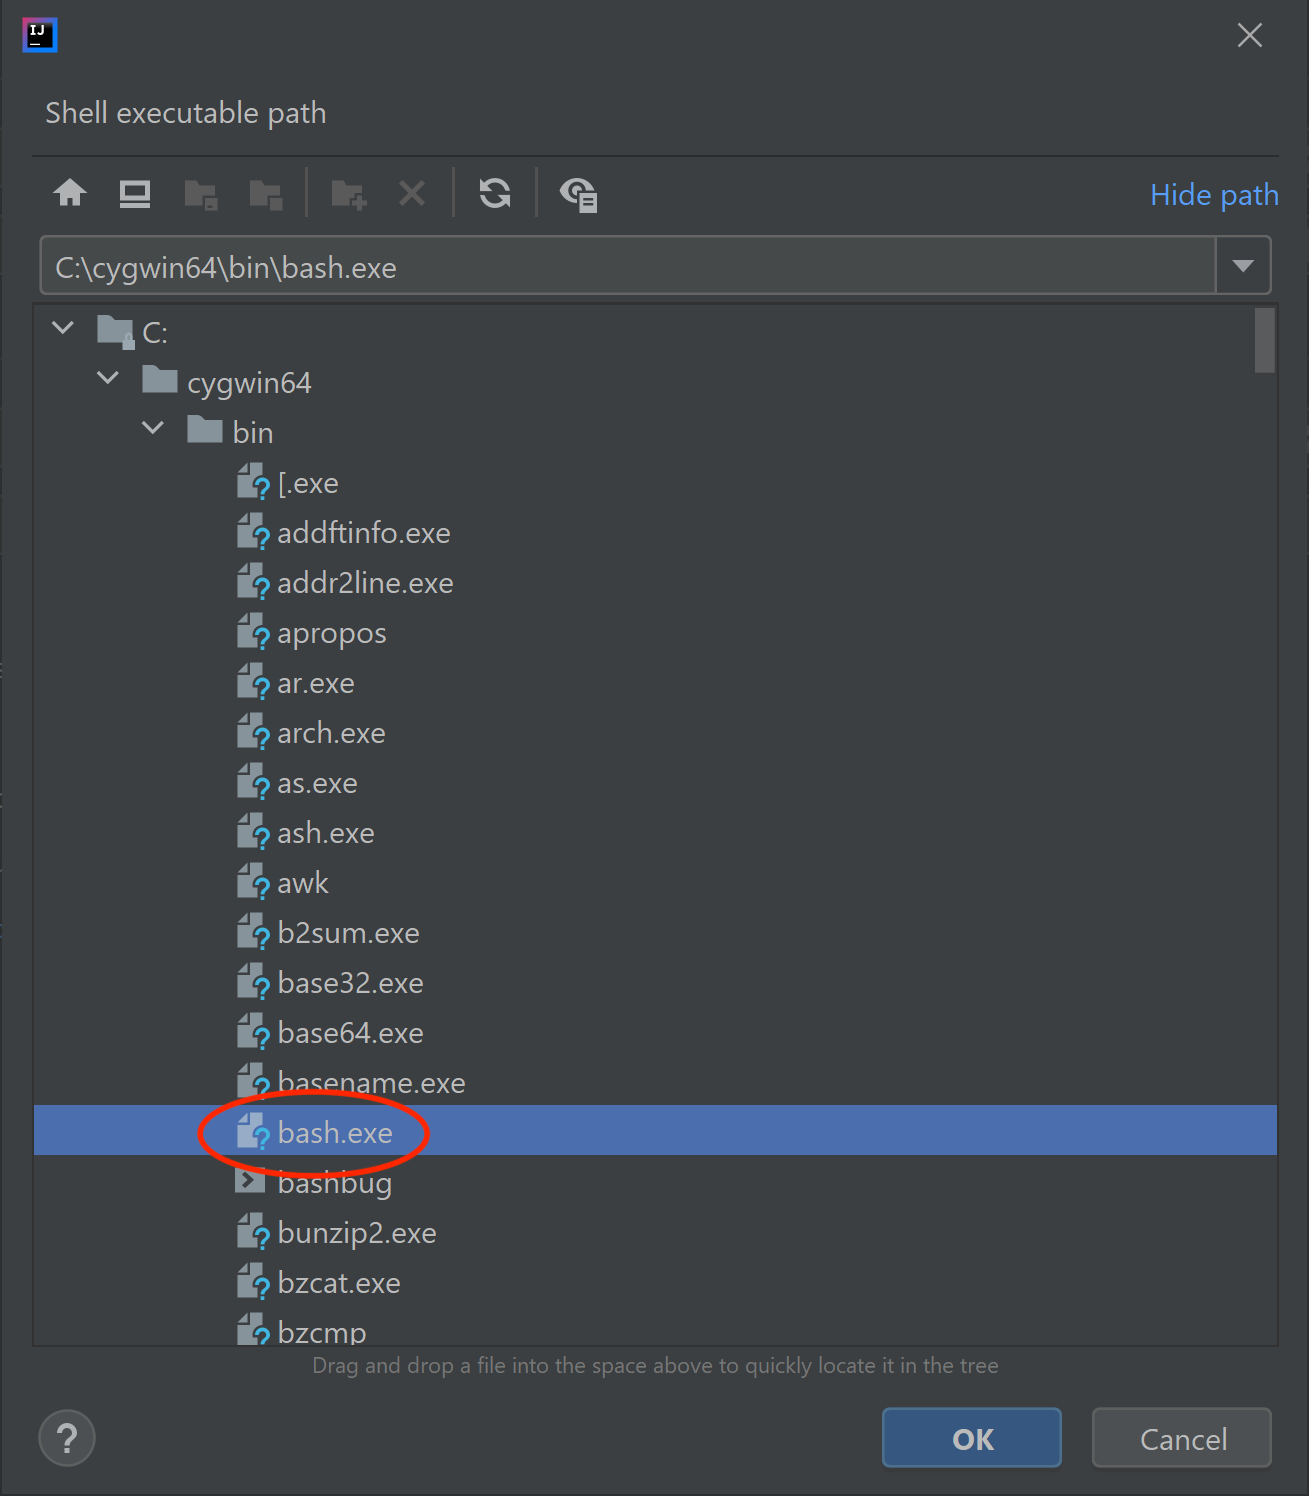 IJ
Shell executable path
Hide path
C:\cygwin64\bin\bash.exe
C:
cygwin64
bin
[.exe
addftinfo.exe
addr2line.exe
apropos
ar.exe
arch.exe
as.exe
ash.exe
awk
b2sum.exe
base32.exe
base64.exe
basename.exe
bash.exe
bashbug
bunzip2.exe
bzcat.exe
bzcmp
Drag and drop a file into the space above to quickly locate it in the tree
?
OK
Cancel